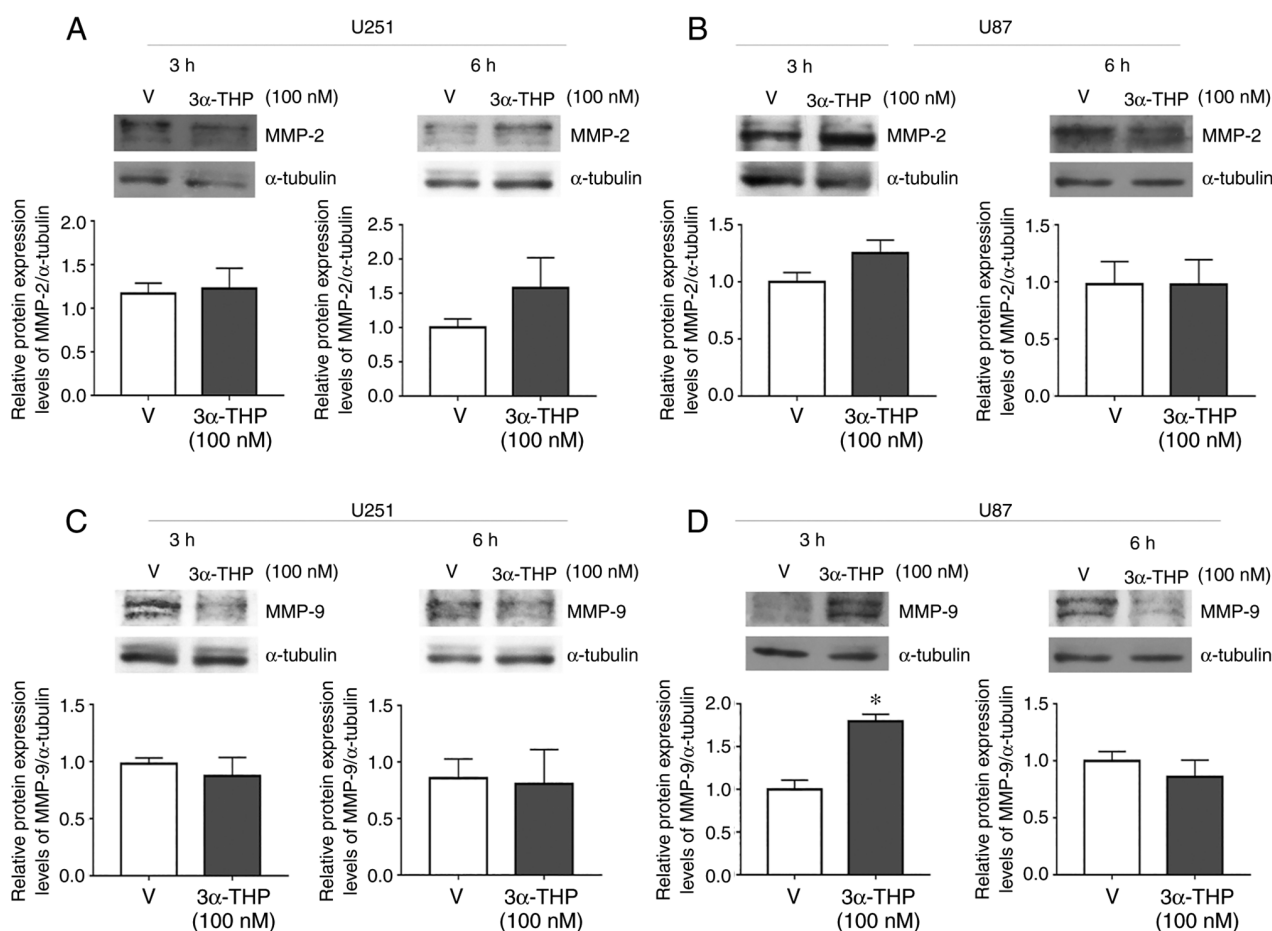 A
U251
3 h
6 h
V 3α-THP (100 nM)
V 3α-THP (100 nM)
MMP-2
MMP-2
α-tubulin
α-tubulin
Relative protein expression
levels of MMP-2/α-tubulin
2.0
1.5
1.0
0.5
0.0
V 3α-THP
(100 nM)
Relative protein expression
levels of MMP-2/α-tubulin
2.5
2.0
1.5
1.0
0.5
0.0
V 3α-THP
(100 nM)
B
U87
3 h
6 h
V 3α-THP (100 nM)
V 3α-THP (100 nM)
MMP-2
MMP-2
α-tubulin
α-tubulin
Relative protein expression
levels of MMP-2/α-tubulin
1.5
1.0
0.5
0.0
V 3α-THP
(100 nM)
Relative protein expression
levels of MMP-2/α-tubulin
1.5
1.0
0.5
0.0
V 3α-THP
(100 nM)
C
U251
3 h
6 h
V 3α-THP (100 nM)
V 3α-THP (100 nM)
MMP-9
MMP-9
α-tubulin
α-tubulin
Relative protein expression
levels of MMP-9/α-tubulin
1.5
1.0
0.5
0.0
V 3α-THP
(100 nM)
Relative protein expression
levels of MMP-9/α-tubulin
1.5
1.0
0.5
0.0
V 3α-THP
(100 nM)
D
U87
3 h
6 h
V 3α-THP (100 nM)
V 3α-THP (100 nM)
MMP-9
MMP-9
α-tubulin
α-tubulin
Relative protein expression
levels of MMP-9/α-tubulin
2.0
1.5
1.0
0.5
0.0
*
V 3α-THP
(100 nM)
Relative protein expression
levels of MMP-9/α-tubulin
1.5
1.0
0.5
0.0
V 3α-THP
(100 nM)